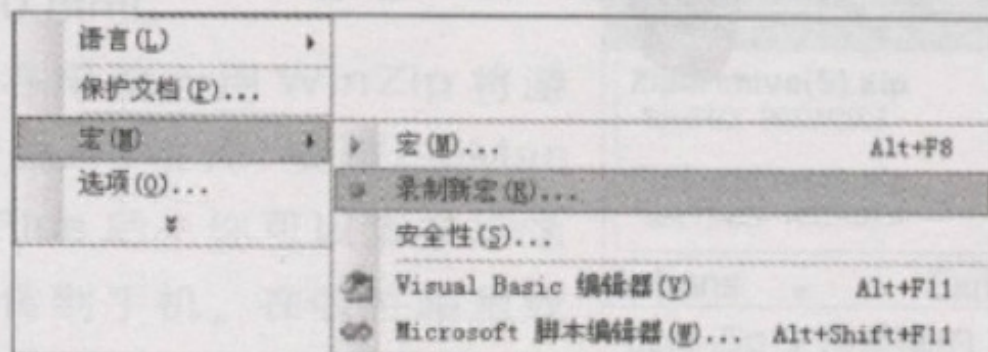 语言(L)
保护文档(P)...
宏(M)
选项(O)...
宏(M)... Alt+F8
录制新宏(R)...
安全性(S)...
Visual Basic 编辑器(V) Alt+F11
Microsoft 脚本编辑器(W)... Alt+Shift+F11